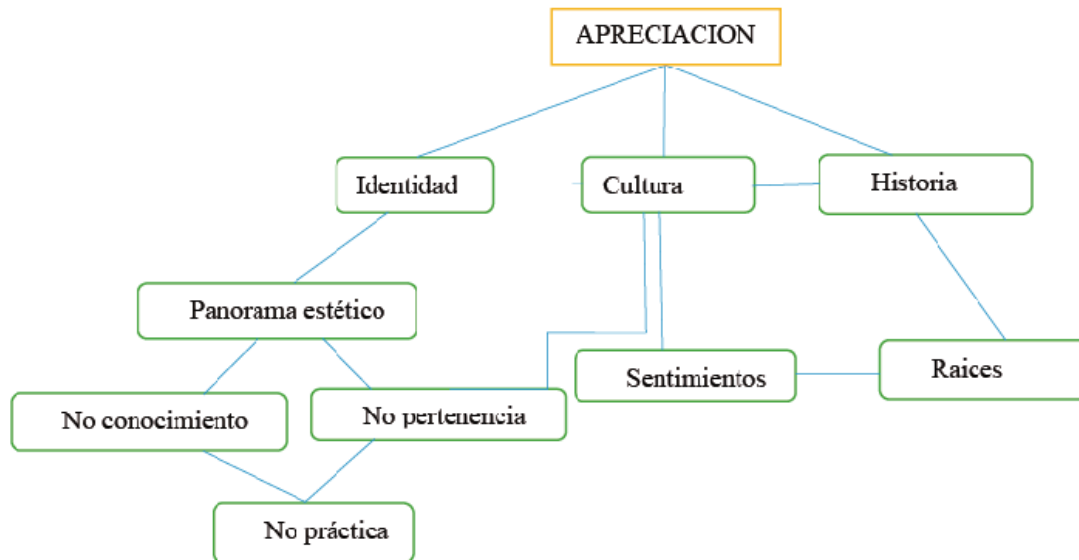 APRECIACION
Identidad
Cultura
Historia
Panorama estético
Sentimientos
Raices
No conocimiento
No pertenencia
No práctica